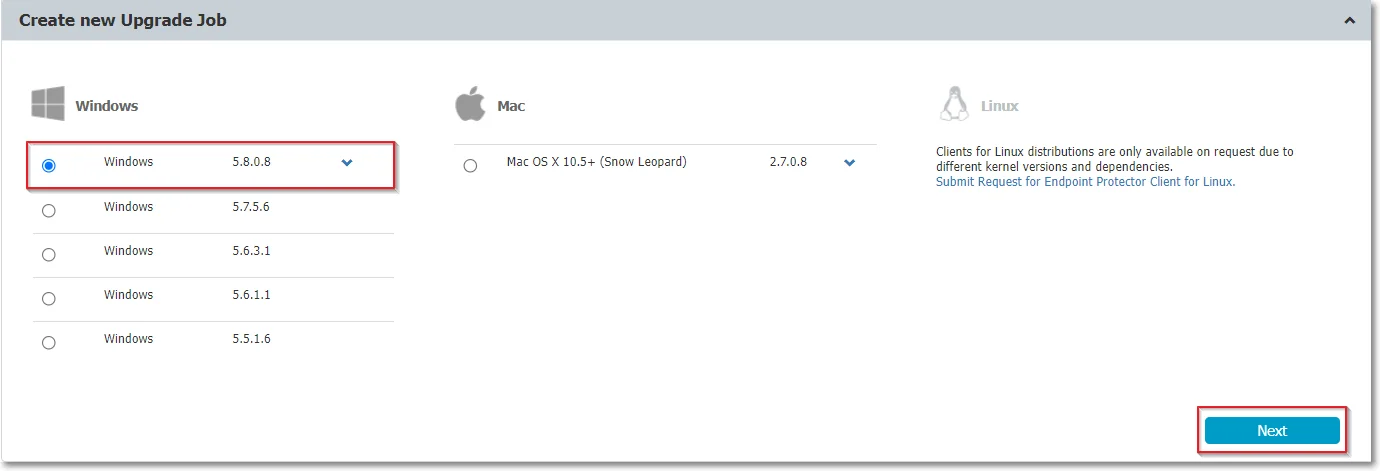 Create new Upgrade Job
Windows
Windows 5.8.0.8
Windows 5.7.5.6
Windows 5.6.3.1
Windows 5.6.1.1
Windows 5.5.1.6
Mac
Mac OS X 10.5+ (Snow Leopard) 2.7.0.8
Linux
Clients for Linux distributions are only available on request due to
different kernel versions and dependencies.
Submit Request for Endpoint Protector Client for Linux.
Next